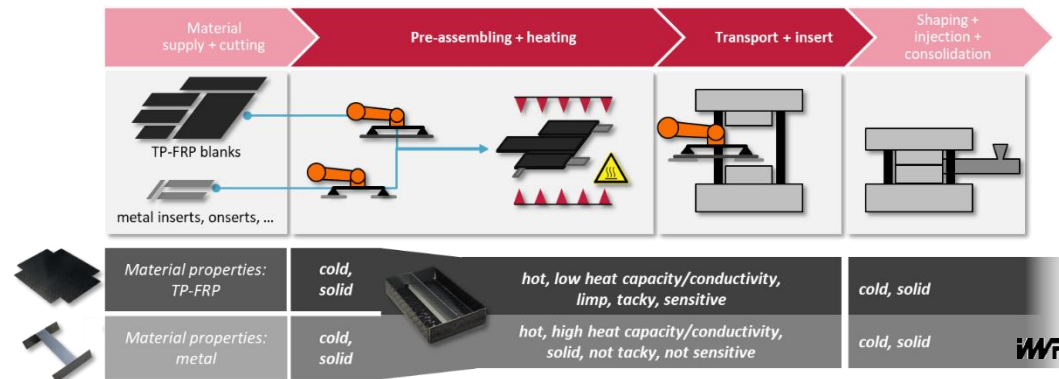 Material
supply + cutting
Pre-assembling + heating
Transport + insert
Shaping +
injection +
consolidation
TP-FRP blanks
metal inserts, onserts, ...
Material properties:
TP-FRP
cold,
solid
hot, low heat capacity/conductivity,
limp, tacky, sensitive
cold, solid
Material properties:
metal
cold,
solid
hot, high heat capacity/conductivity,
solid, not tacky, not sensitive
cold, solid